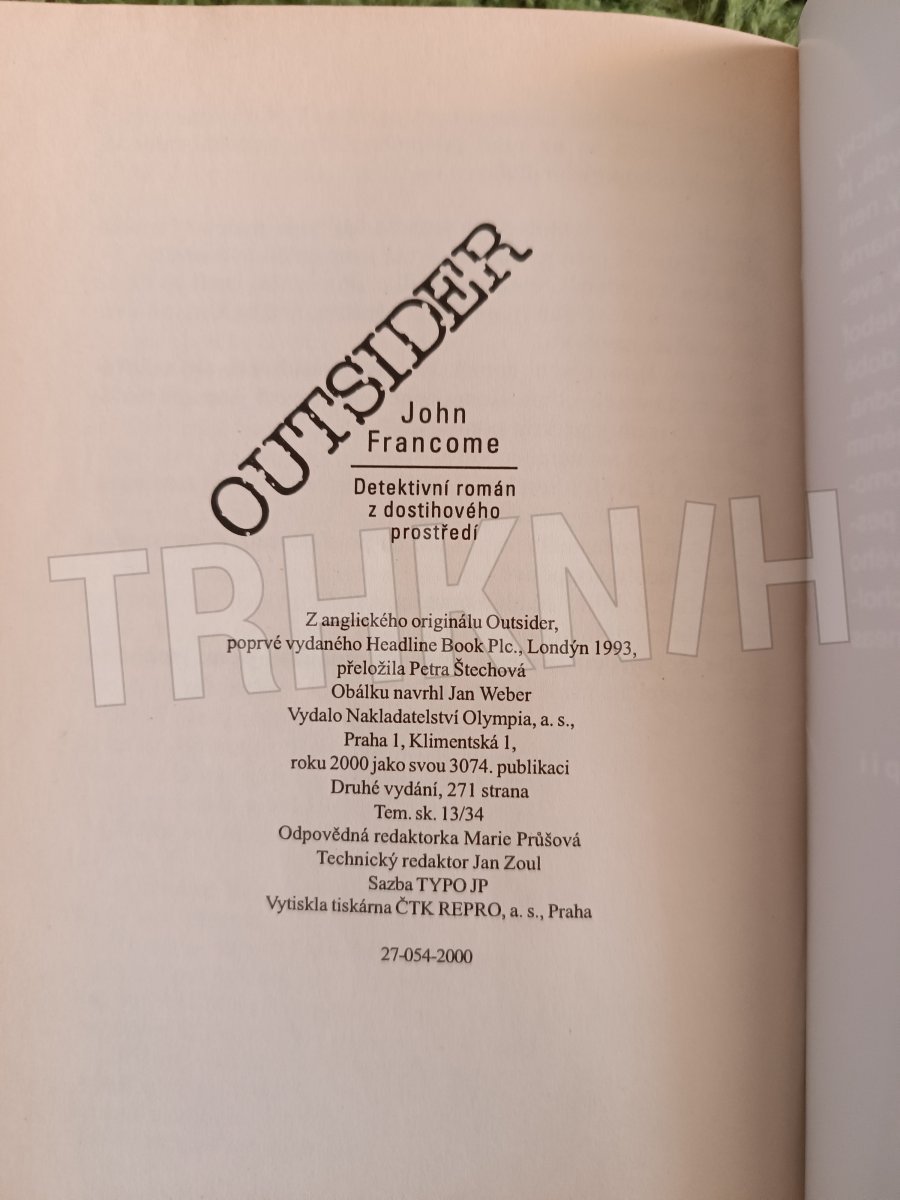 OUTSIDER
John
Francome
Detektivní román
z dostihového
prostředí
TRHKNIH
Z anglického originálu Outsider,
poprvé vydaného Headline Book Plc., Londýn 1993,
přeložila Petra Štechová
Obálku navrhl Jan Weber
Vydalo Nakladatelství Olympia, a. s.,
Praha 1, Klimentská 1,
roku 2000 jako svou 3074. publikaci
Druhé vydání, 271 strana
Tem. sk. 13/34
Odpovědná redaktorka Marie Průšová
Technický redaktor Jan Zoul
Sazba TYPO JP
Vytiskla tiskárna ČTK REPRO, a. s., Praha
27-054-2000